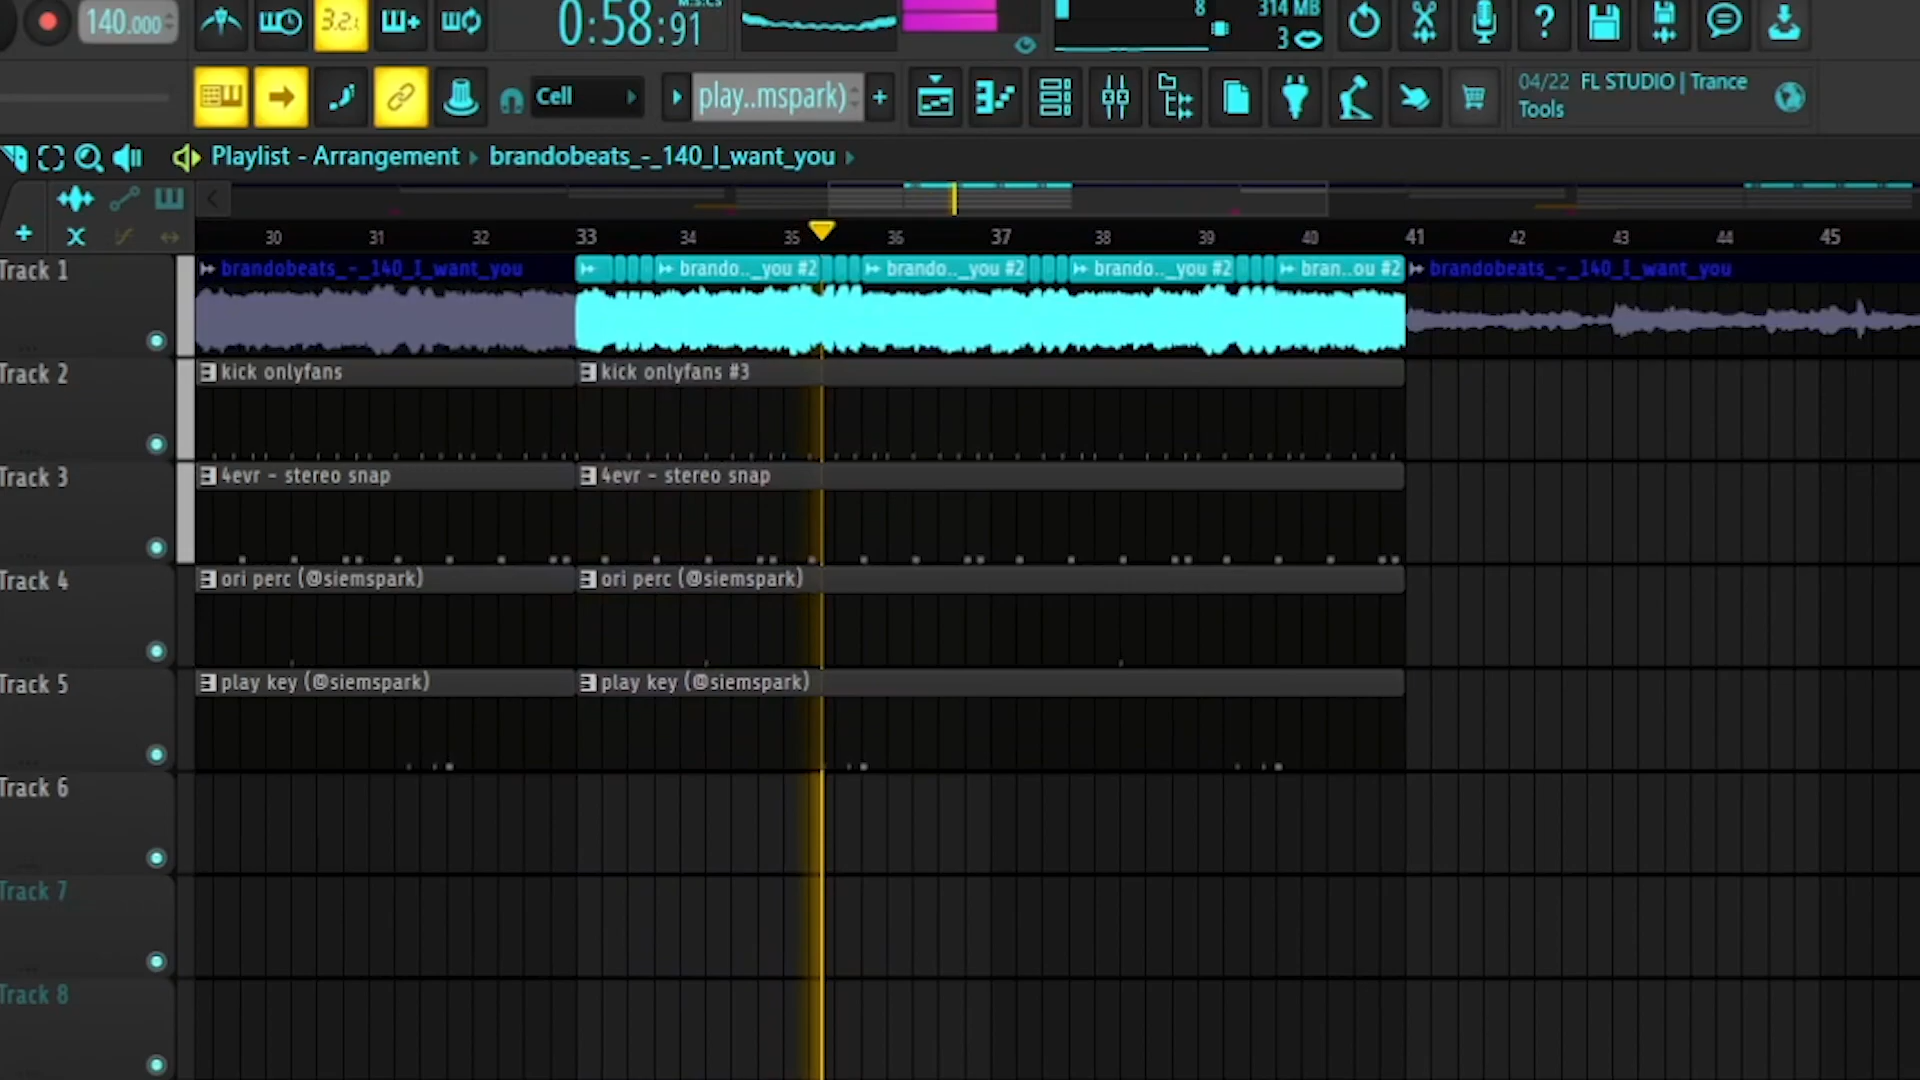 140.000
3.2.
0:58:91
M:S:CS
8
314 MB
3
Cell
play..mspark)
04/22 FL STUDIO | Trance
Tools
Playlist - Arrangement brandobeats_-_140_I_want_you
30 31 32 33 34 35 36 37 38 39 40 41 42 43 44 45
Track 1
brandobeats_-_140_I_want_you
brando.._you #2
brando.._you #2
brando.._you #2
bran..ou #2
brandobeats_-_140_I_want_you
Track 2
kick onlyfans
kick onlyfans #3
Track 3
4evr - stereo snap
4evr - stereo snap
Track 4
ori perc (@siemspark)
ori perc (@siemspark)
Track 5
play key (@siemspark)
play key (@siemspark)
Track 6
Track 7
Track 8